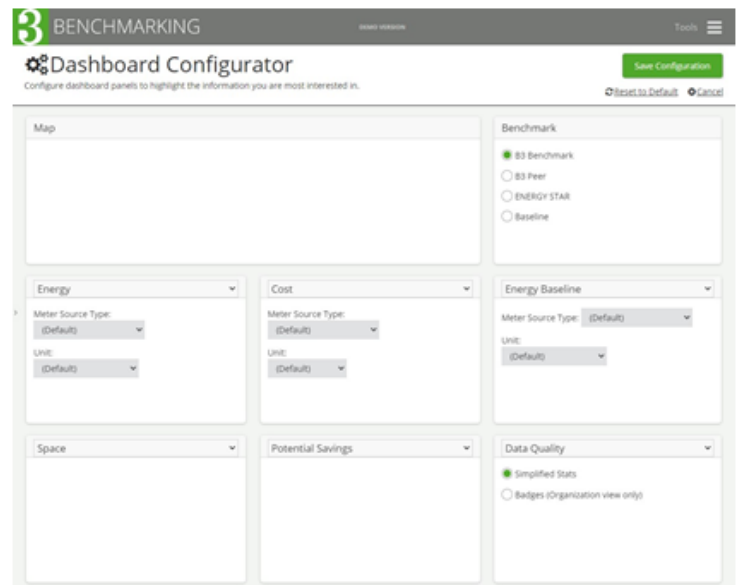 3 BENCHMARKING
DEMO VERSION
Tools
Dashboard Configurator
Configure dashboard panels to highlight the information you are most interested in.
Save Configuration
Reset to Default
Cancel
Map
Benchmark
B3 Benchmark
B3 Peer
ENERGY STAR
Baseline
Energy
Meter Source Type:
(Default)
Unit:
(Default)
Cost
Meter Source Type:
(Default)
Unit:
(Default)
Energy Baseline
Meter Source Type: (Default)
Unit:
(Default)
Space
Potential Savings
Data Quality
Simplified Stats
Badges (Organization view only)